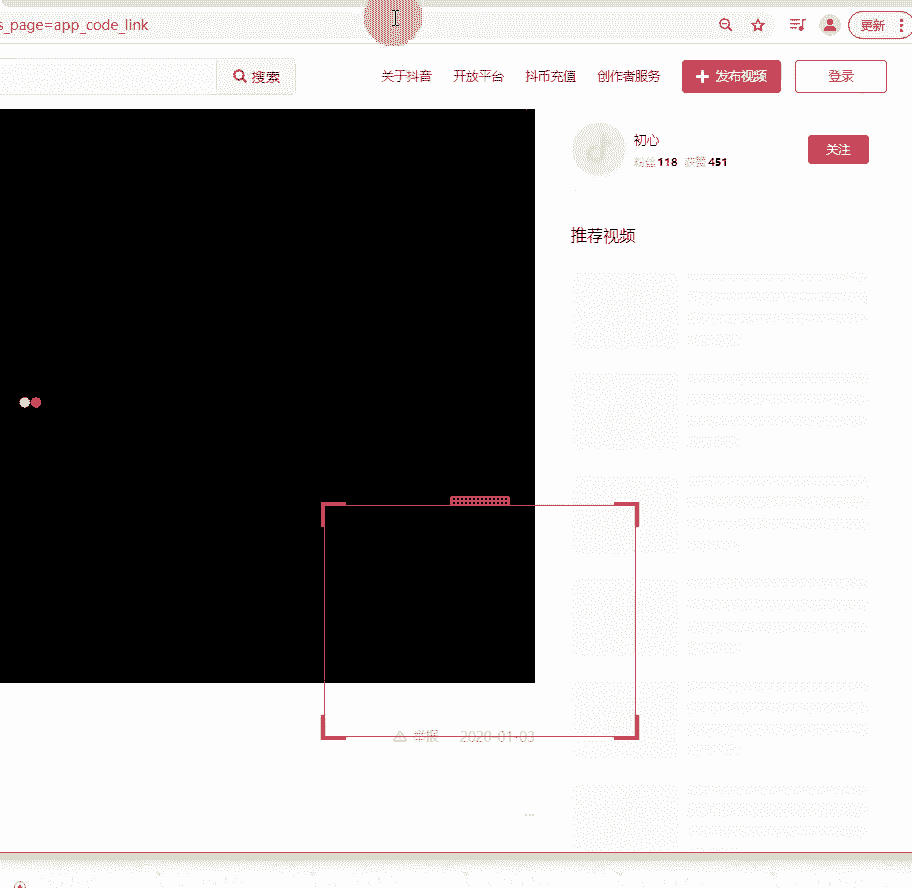 s_page=app_code_link
更新
搜索
关于抖音 开放平台 抖币充值 创作者服务 发布视频 登录
初心
粉丝 118 获赞 451
关注
推荐视频
举报 2020-01-03
...